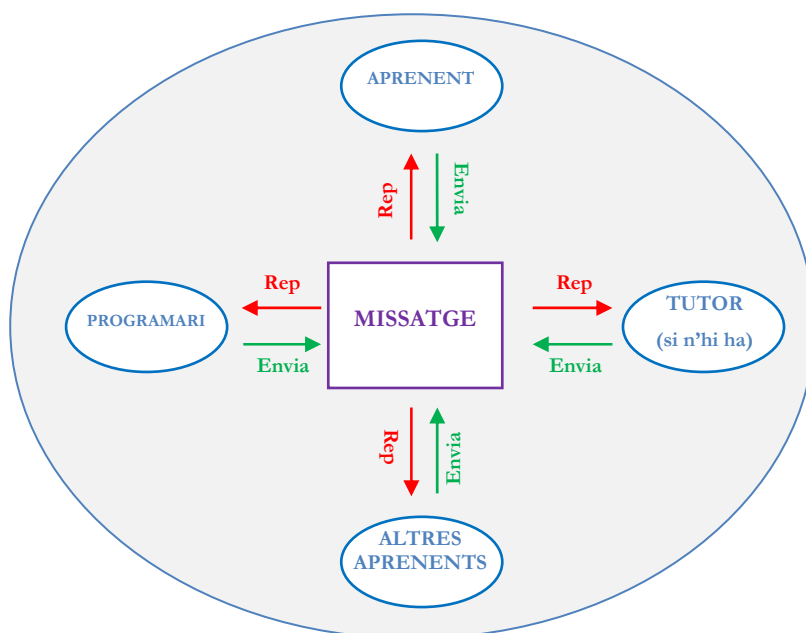 APRENENT
Rep
Envia
Rep
Rep
PROGRAMARI
MISSATGE
TUTOR
(si n'hi ha)
Envia
Envia
Rep
Envia
ALTRES
APRENENTS